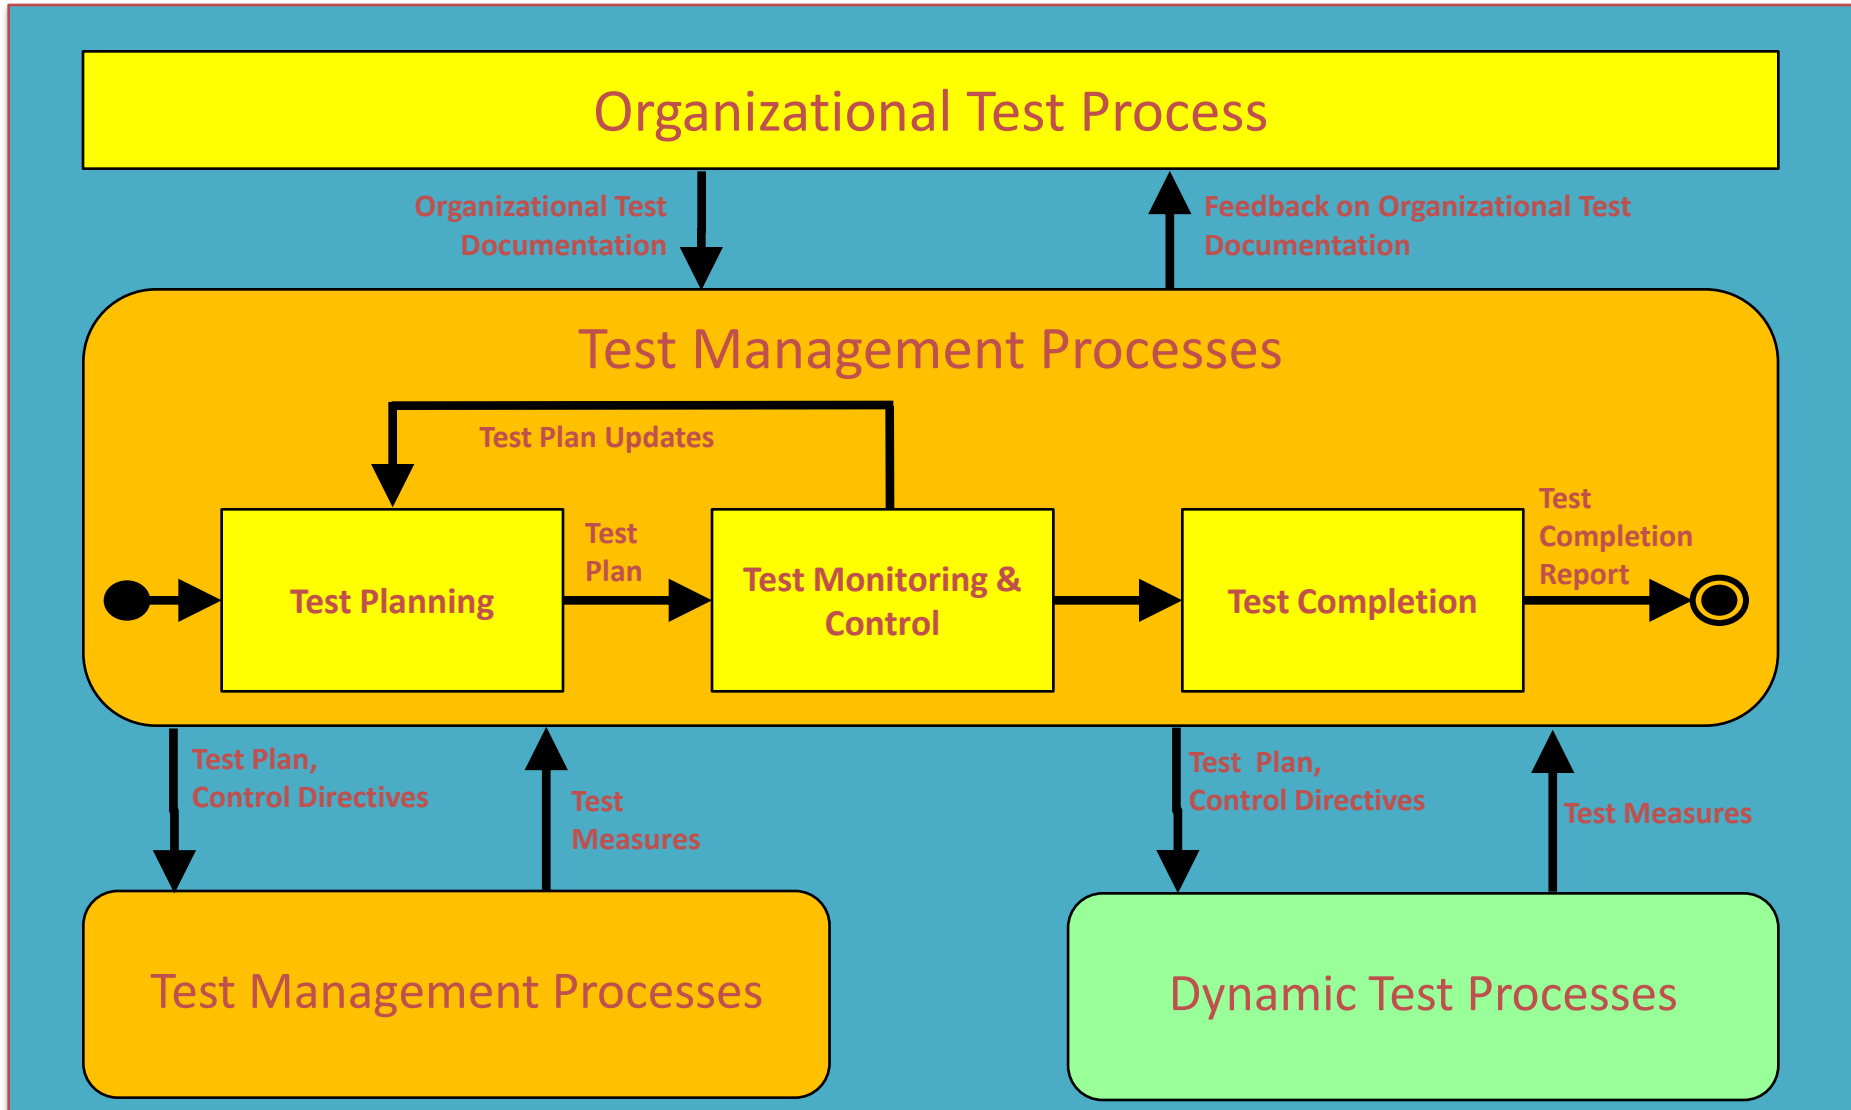 Organizational Test Process
Organizational Test
Documentation
Feedback on Organizational Test
Documentation
Test Management Processes
Test Plan Updates
Test
Plan
Test
Completion
Report
Test Planning
Test Monitoring &
Control
Test Completion
Test Plan,
Control Directives
Test
Measures
Test Plan,
Control Directives
Test Measures
Test Management Processes
Dynamic Test Processes